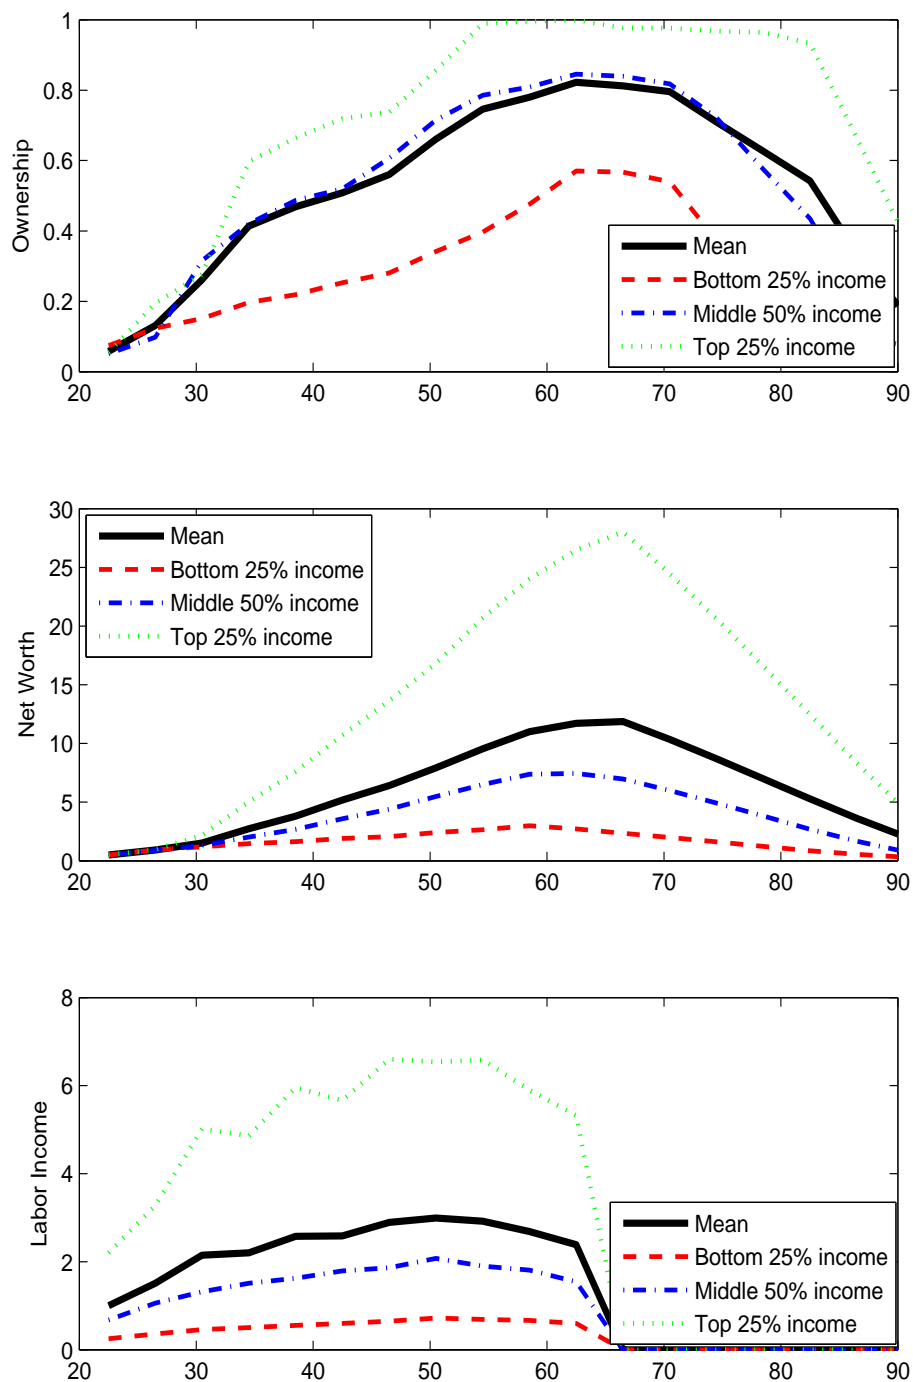 1
0.8
0.6
0.4
0.2
0
Ownership
Mean
Bottom 25% income
Middle 50% income
Top 25% income
20 30 40 50 60 70 80 90
30
25
20
15
10
5
0
Net Worth
Mean
Bottom 25% income
Middle 50% income
Top 25% income
20 30 40 50 60 70 80 90
8
6
4
2
0
Labor Income
Mean
Bottom 25% income
Middle 50% income
Top 25% income
20 30 40 50 60 70 80 90